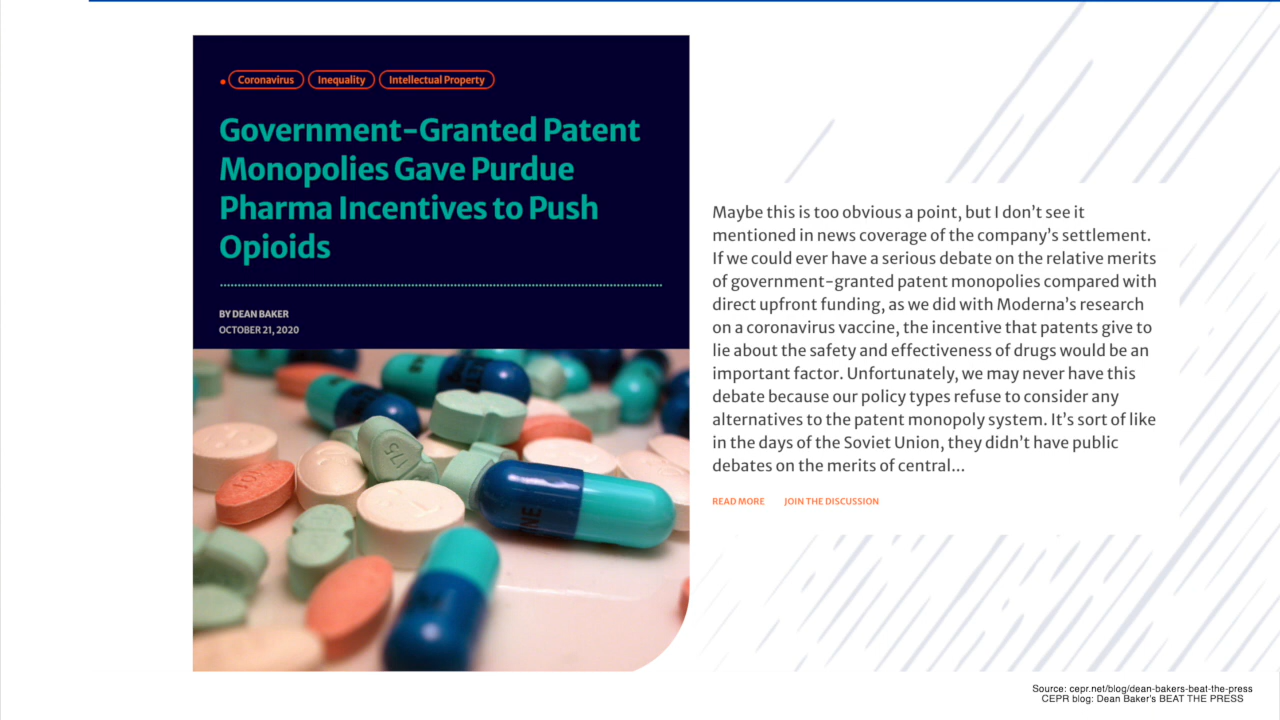 Coronavirus Inequality Intellectual Property
Government-Granted Patent
Monopolies Gave Purdue
Pharma Incentives to Push
Opioids
BY DEAN BAKER
OCTOBER 21, 2020
175
Maybe this is too obvious a point, but I don't see it
mentioned in news coverage of the company's settlement.
If we could ever have a serious debate on the relative merits
of government-granted patent monopolies compared with
direct upfront funding, as we did with Moderna's research
on a coronavirus vaccine, the incentive that patents give to
lie about the safety and effectiveness of drugs would be an
important factor. Unfortunately, we may never have this
debate because our policy types refuse to consider any
alternatives to the patent monopoly system. It's sort of like
in the days of the Soviet Union, they didn't have public
debates on the merits of central...
READ MORE JOIN THE DISCUSSION
Source: cepr.net/blog/dean-bakers-beat-the-press
CEPR blog: Dean Baker's BEAT THE PRESS